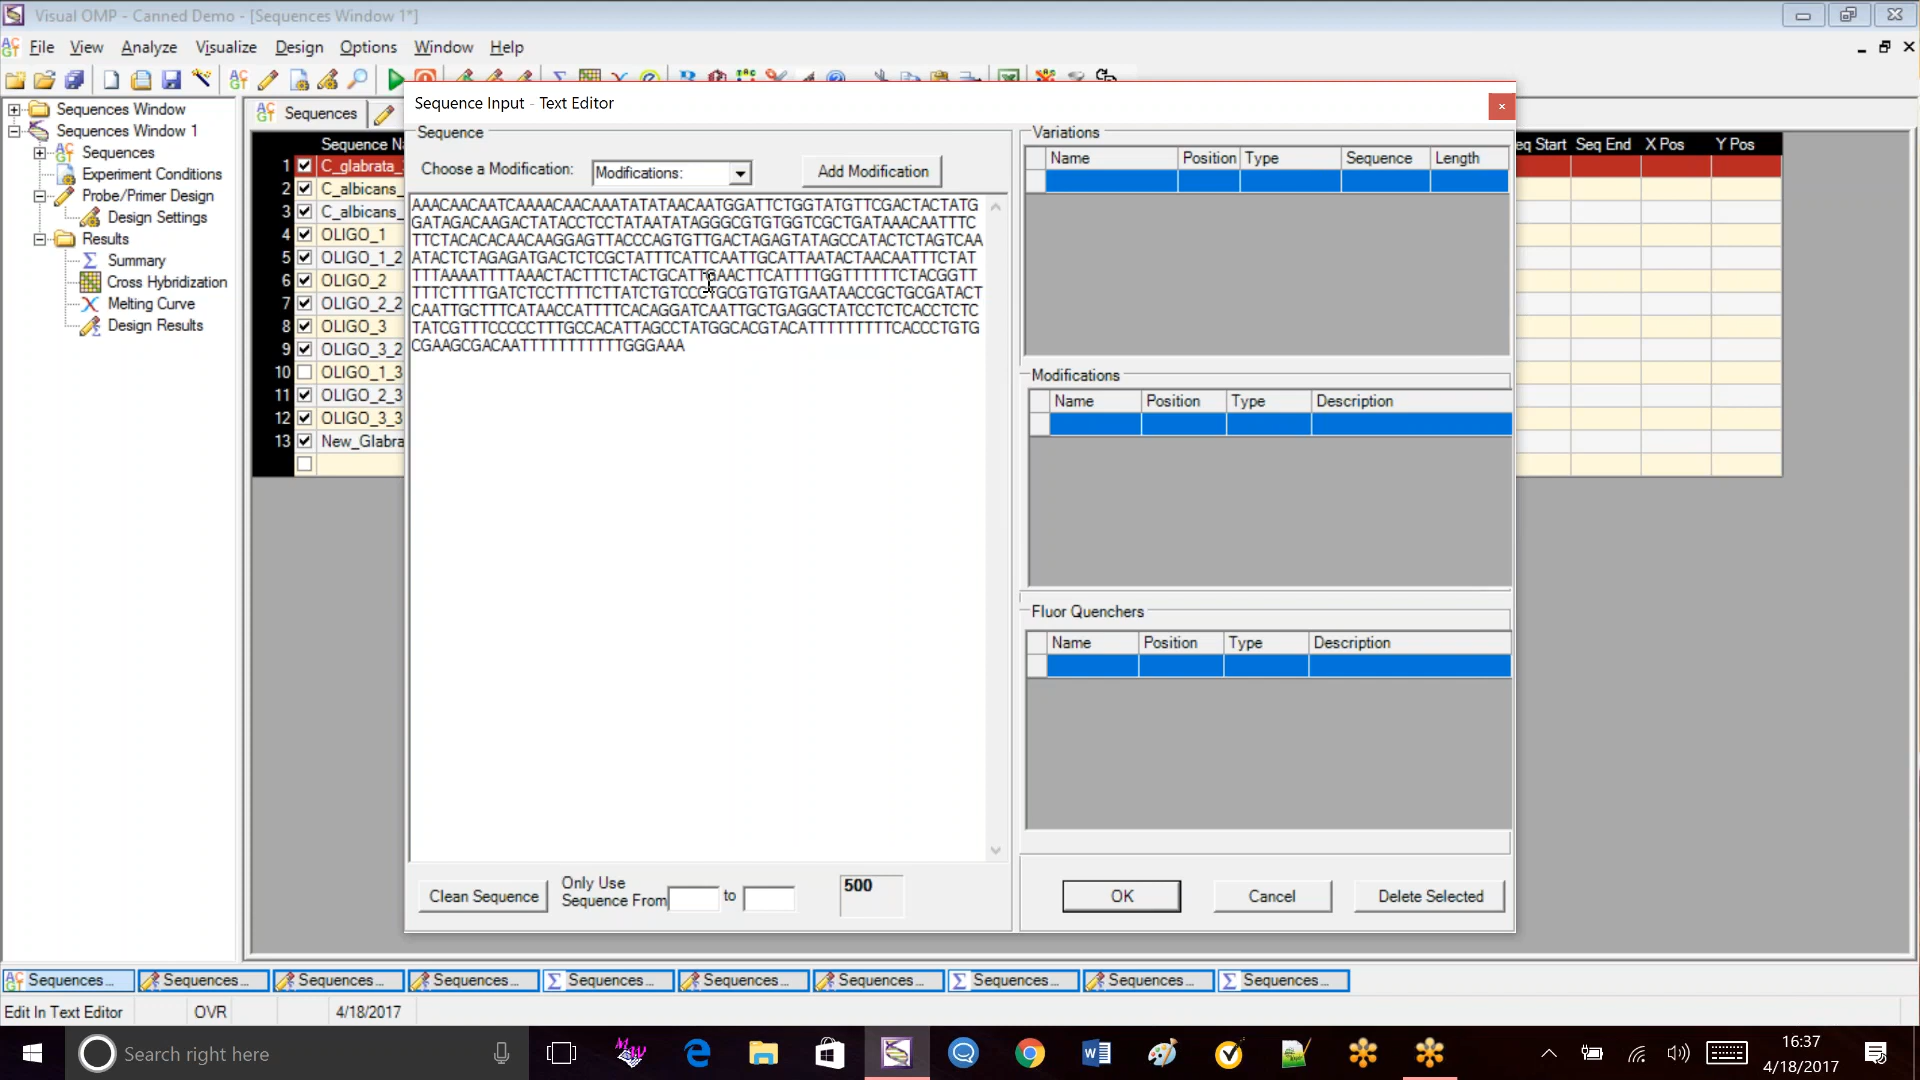 Visual OMP - Canned Demo - [Sequences Window 1*]
File View Analyze Visualize Design Options Window Help
Sequences Window
Sequences Window 1
Sequences
Experiment Conditions
Probe/Primer Design
Design Settings
Results
Summary
Cross Hybridization
Melting Curve
Design Results
Sequences
Sequence N
1 C_glabrata_
2 C_albicans_
3 C_albicans_
4 OLIGO_1
5 OLIGO_1_2
6 OLIGO_2
7 OLIGO_2_2
8 OLIGO_3
9 OLIGO_3_2
10 OLIGO_1_3
11 OLIGO_2_3
12 OLIGO_3_3
13 New_Glabra
eq Start Seq End X Pos Y Pos
Sequence Input - Text Editor
Sequence
Choose a Modification: Modifications: Add Modification
AAACAACAATCAAAACAACAAATATATAACAATGGATTCTGGTATGTTCGACTACTATG
GATAGACAAGACTATACCTCCTATAATATAGGGCGTGTGGTCGCTGATAAACAATTTC
TTCTACACACAACAAGGAGTTACCCAGTGTTGACTAGAGTATAGCCATACTCTAGTCAA
ATACTCTAGAGATGACTCTCGCTATTTCATTCAATTGCATTAATACTAACAATTTCTAT
TTTAAAATTTTAAACTACTTTCTACTGCATTGAACTTCATTTTGGTTTTTTCTACGGTT
TTTCTTTTGATCTCCTTTTCTTATCTGTCCGTGCGTGTGTGAATAACCGCTGCGATACT
CAATTGCTTTCATAACCATTTTCACAGGATCAATTGCTGAGGCTATCCTCTCACCTCTC
TATCGTTTCCCCCTTTGCCACATTAGCCTATGGCACGTACATTTTTTTTTCACCCTGTG
CGAAGCGACAATTTTTTTTTTTGGGAAA
Clean Sequence
Only Use
Sequence From to
500
Variations
Name Position Type Sequence Length
Modifications
Name Position Type Description
Fluor Quenchers
Name Position Type Description
OK Cancel Delete Selected
Sequences... Sequences... Sequences... Sequences... Sequences... Sequences... Sequences... Sequences... Sequences... Sequences...
Edit In Text Editor OVR 4/18/2017
Search right here
16:37
4/18/2017